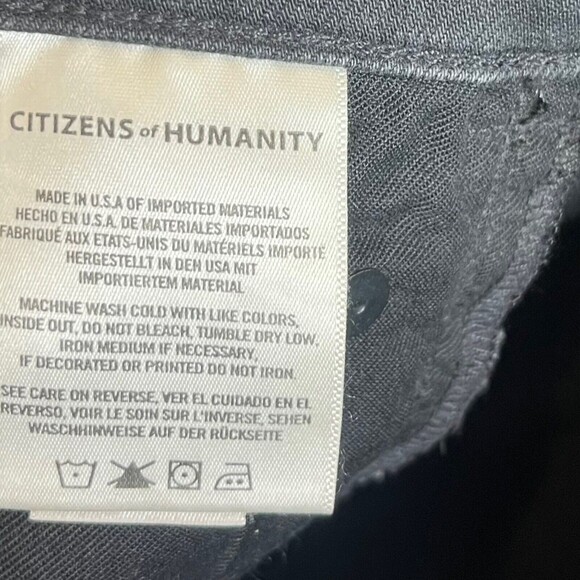 CITIZENS of HUMANITY
MADE IN U.S.A OF IMPORTED MATERIALS
HECHO EN U.S.A. DE MATERIALES IMPORTADOS
FABRIQUÉ AUX ETATS-UNIS DU MATÉRIELS IMPORTÉ
HERGESTELLT IN DEN USA MIT
IMPORTIERTEM MATERIAL
MACHINE WASH COLD WITH LIKE COLORS,
INSIDE OUT, DO NOT BLEACH. TUMBLE DRY LOW.
IRON MEDIUM IF NECESSARY,
IF DECORATED OR PRINTED DO NOT IRON.
SEE CARE ON REVERSE, VER EL CUIDADO EN EL
REVERSO, VOIR LE SOIN SUR L'INVERSE, SEHEN
WASCHHINWEISE AUF DER RÜCKSEITE